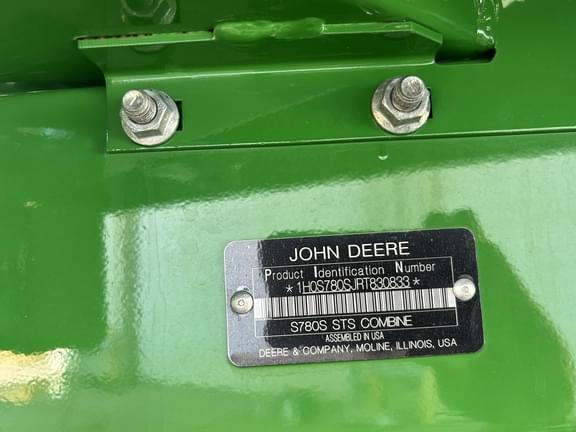 JOHN DEERE
Product Identification Number
*1H0S780SJRT830833*
S780S STS COMBINE
ASSEMBLED IN USA
DEERE & COMPANY, MOLINE, ILLINOIS, USA